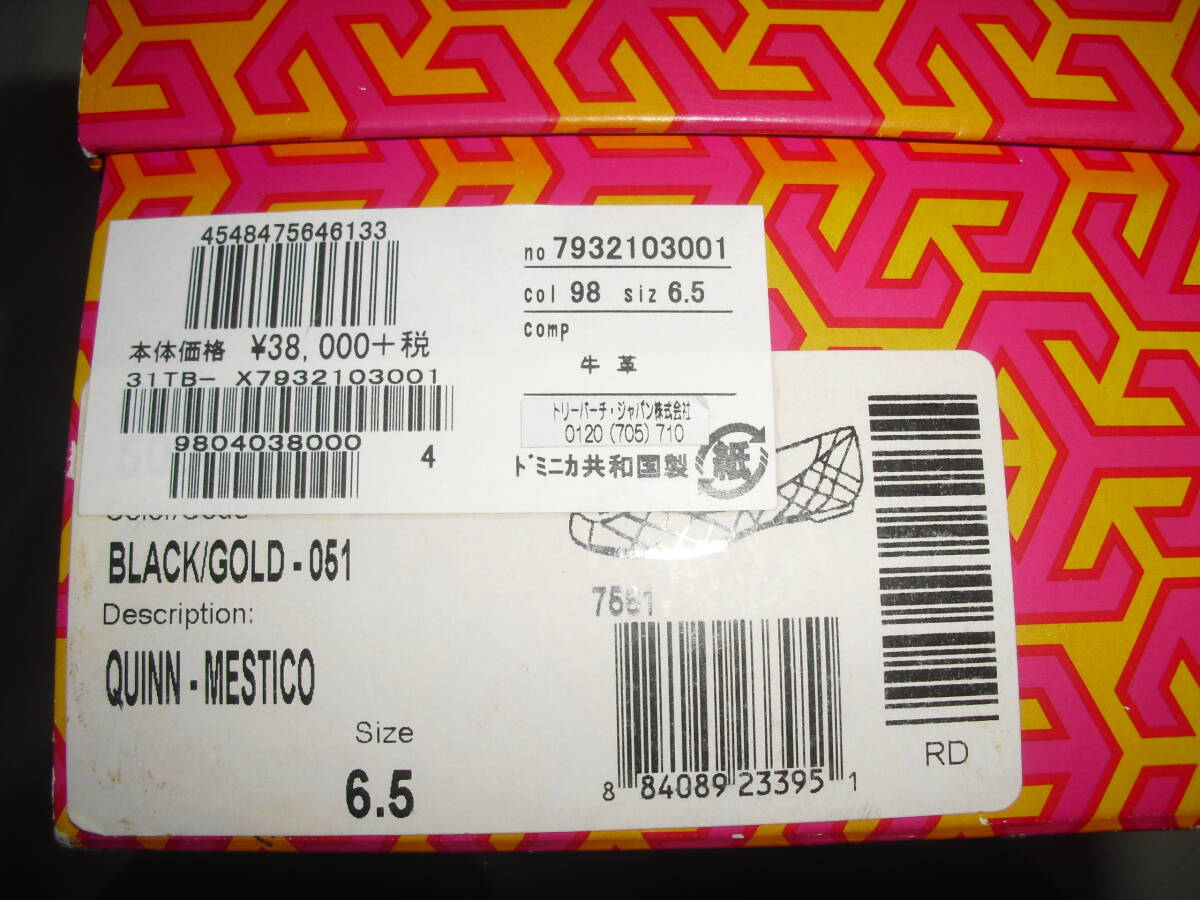 4548475646133
本体価格 ¥38,000+税
31TB- X7932103001
9804038000 4
no 7932103001
col 98 siz 6.5
comp
牛革
トリーバーチ・ジャパン株式会社
0120 (705) 710
ドミニカ共和国製
紙
Color/Code
BLACK/GOLD - 051
Description:
QUINN - MESTICO
Size
6.5
7581
8 84089 23395 1
RD